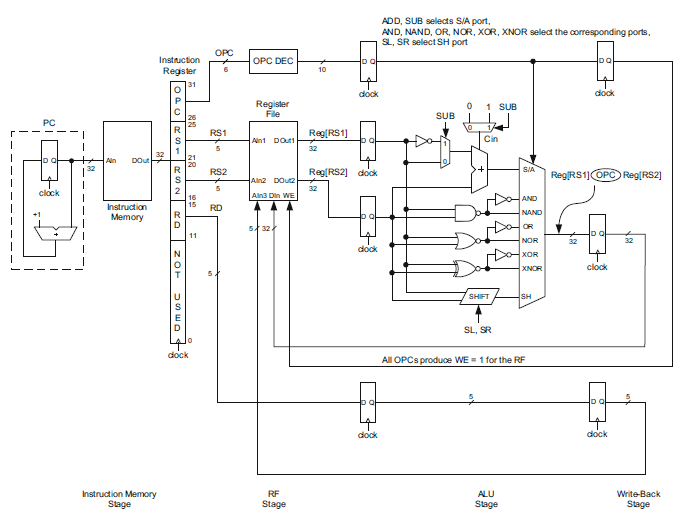 ADD, SUB selects S/A port,
AND, NAND, OR, NOR, XOR, XNOR select the corresponding ports,
SL, SR select SH port
Instruction
Register
OPC
6
OPC DEC
10
D Q
clock
D Q
clock
31
O
P
C
26
25
R
S
1
21
20
R
S
2
16
15
R
D
11
N
O
T
U
S
E
D
0
clock
PC
D Q
clock
+1
+
32
AIn
DOut
32
Instruction
Memory
RS1
5
RS2
5
RD
5
Register
File
AIn1
DOut1
AIn2
DOut2
AIn3
DIn
WE
5
32
Reg[RS1]
32
Reg[RS2]
32
D Q
clock
D Q
clock
SUB
1
0
0
1
SUB
0
1
Cin
+
S/A
AND
NAND
OR
NOR
XOR
XNOR
SHIFT
SH
SL, SR
Reg[RS1] OPC Reg[RS2]
32
D Q
clock
32
All OPCs produce WE = 1 for the RF
D Q
clock
5
D Q
clock
5
Instruction Memory
Stage
RF
Stage
ALU
Stage
Write-Back
Stage